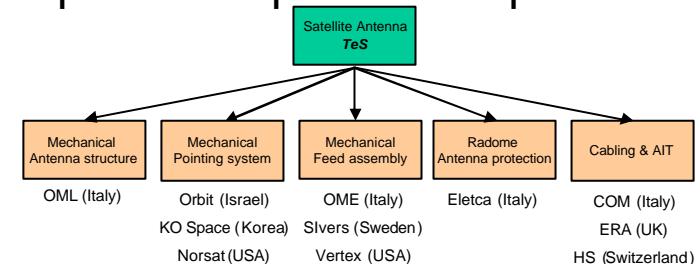 Satellite Antenna
TeS
Mechanical
Antenna structure
Mechanical
Pointing system
Mechanical
Feed assembly
Radome
Antenna protection
Cabling & AIT
OML (Italy)
Orbit (Israel)
KO Space (Korea)
Norsat (USA)
OME (Italy)
SIvers (Sweden)
Vertex (USA)
Eletca (Italy)
COM (Italy)
ERA (UK)
HS (Switzerland)